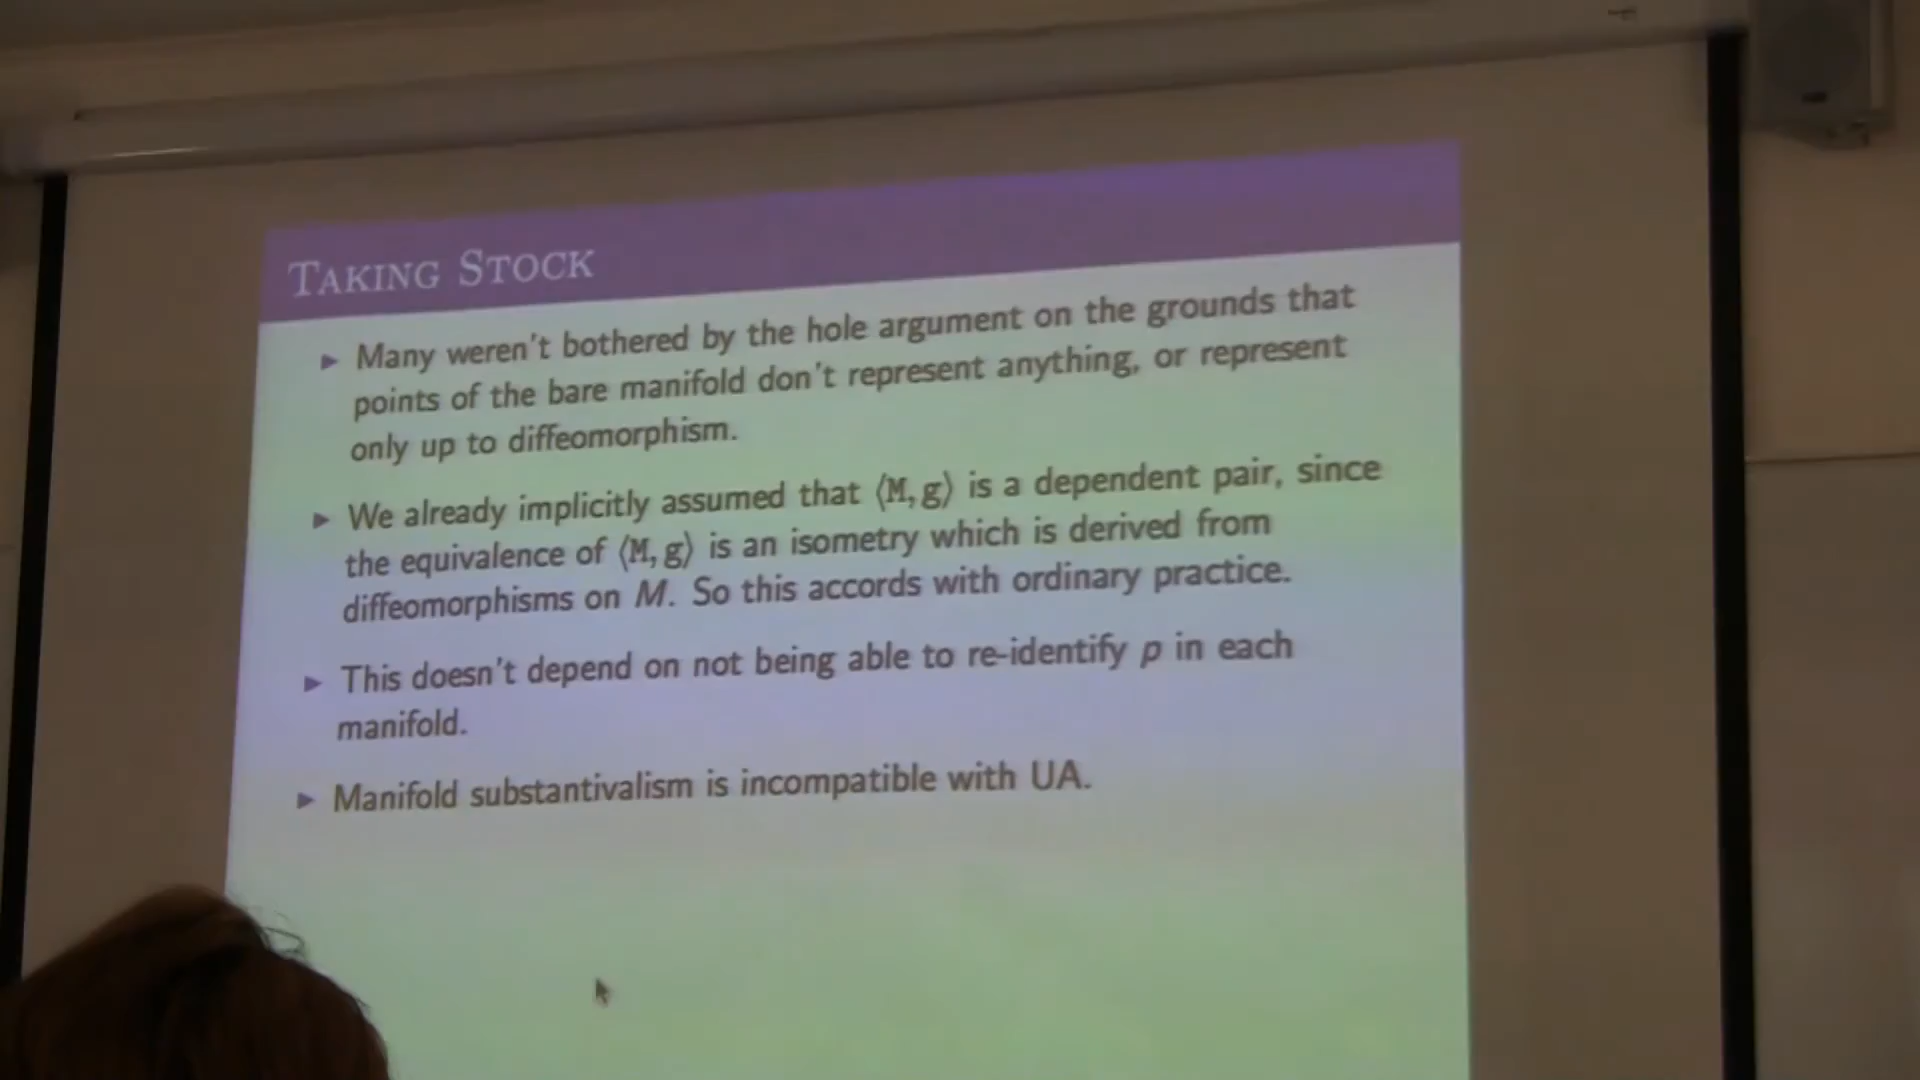 TAKING STOCK
▶ Many weren't bothered by the hole argument on the grounds that
points of the bare manifold don't represent anything, or represent
only up to diffeomorphism.
▶ We already implicitly assumed that ⟨M, g⟩ is a dependent pair, since
the equivalence of ⟨M, g⟩ is an isometry which is derived from
diffeomorphisms on M. So this accords with ordinary practice.
▶ This doesn't depend on not being able to re-identify p in each
manifold.
▶ Manifold substantivalism is incompatible with UA.